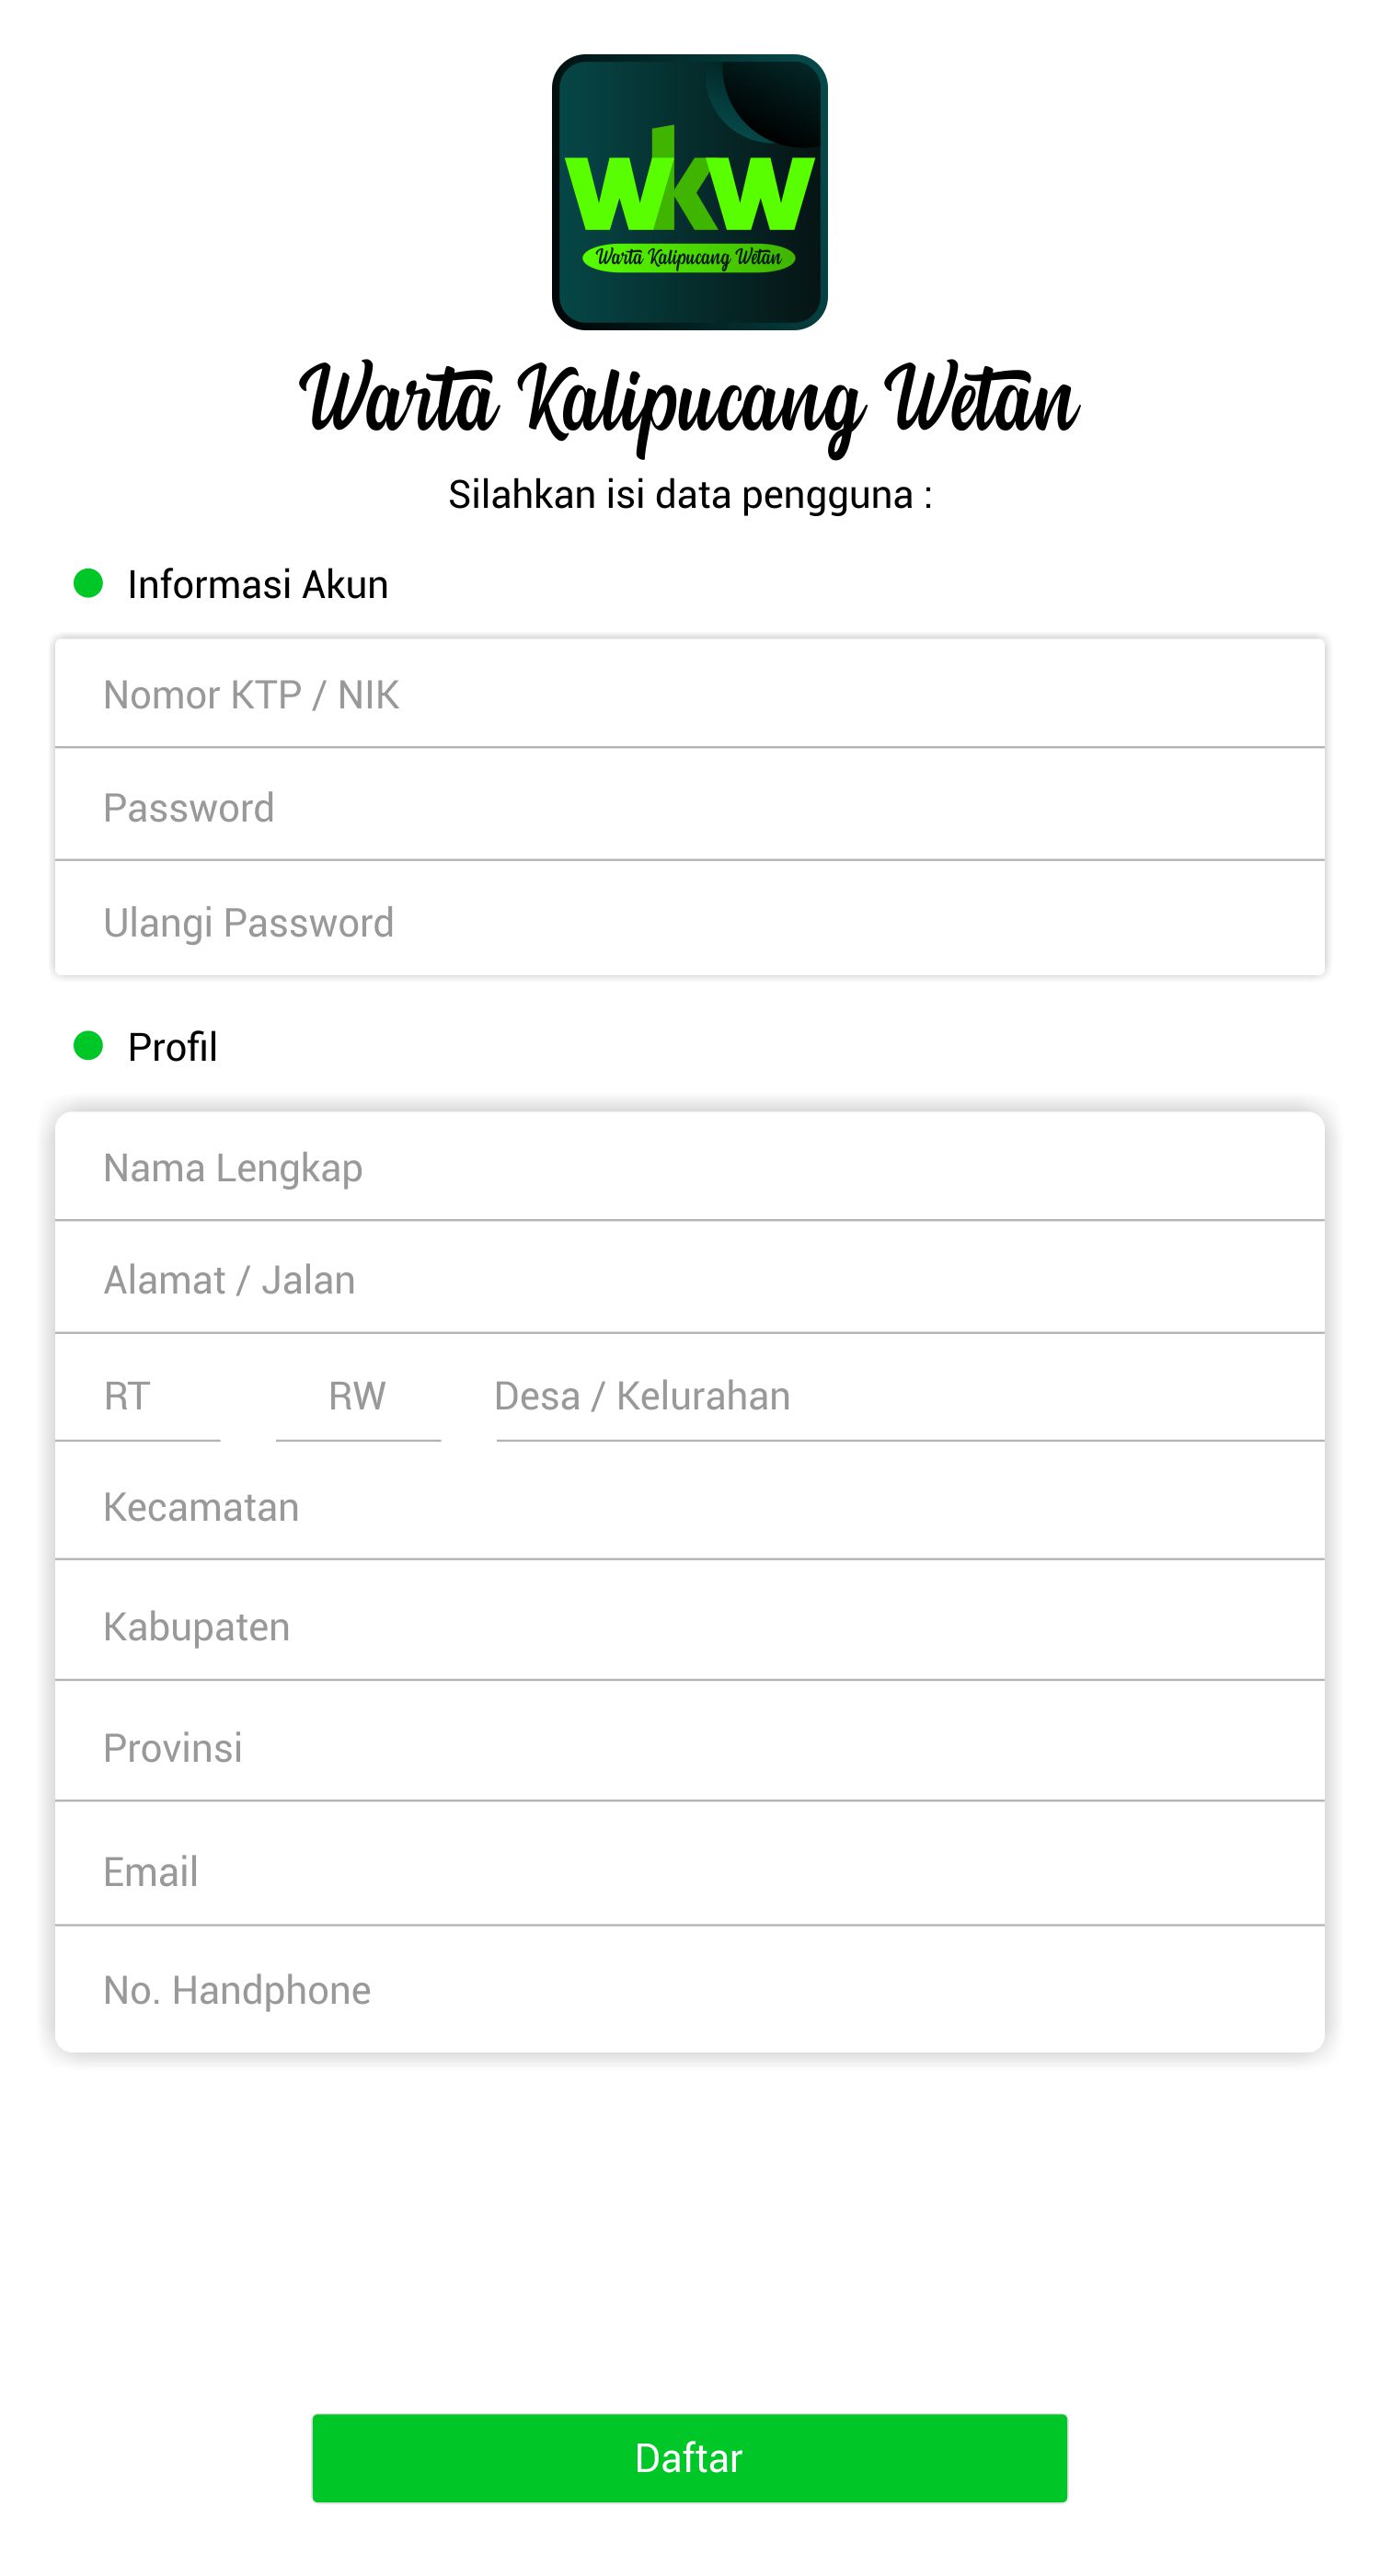 wkw
Warta Kalipucang Wetan
Warta Kalipucang Wetan
Silahkan isi data pengguna :
Informasi Akun
Nomor KTP / NIK
Password
Ulangi Password
Profil
Nama Lengkap
Alamat / Jalan
RT RW Desa / Kelurahan
Kecamatan
Kabupaten
Provinsi
Email
No. Handphone
Daftar